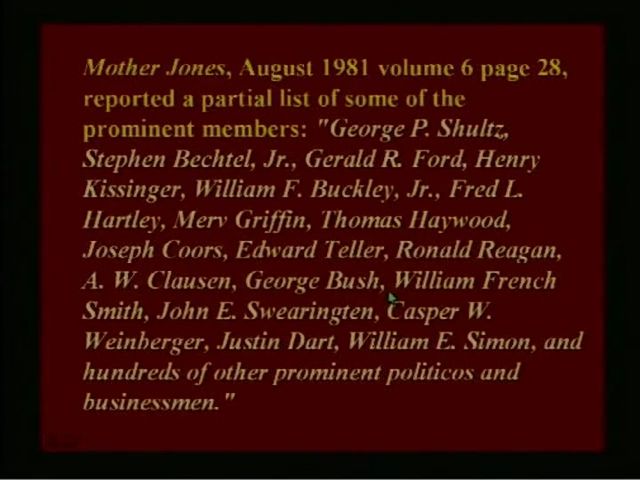 Mother Jones, August 1981 volume 6 page 28,
reported a partial list of some of the
prominent members: "George P. Shultz,
Stephen Bechtel, Jr., Gerald R. Ford, Henry
Kissinger, William F. Buckley, Jr., Fred L.
Hartley, Merv Griffin, Thomas Haywood,
Joseph Coors, Edward Teller, Ronald Reagan,
A. W. Clausen, George Bush, William French
Smith, John E. Swearingten, Casper W.
Weinberger, Justin Dart, William E. Simon, and
hundreds of other prominent politicos and
businessmen."